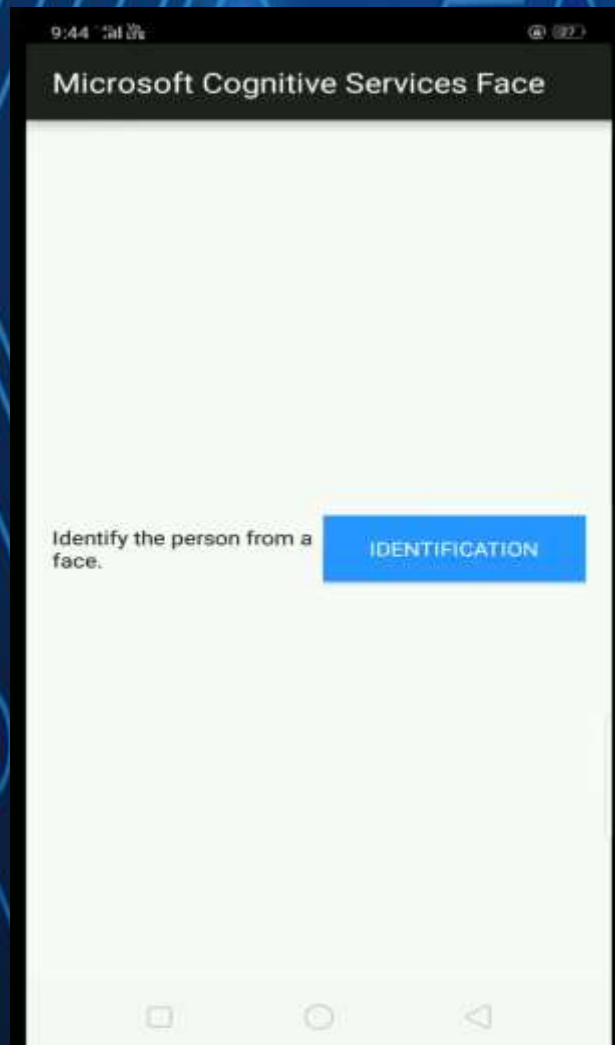 9:44
Microsoft Cognitive Services Face
Identify the person from a
face.
IDENTIFICATION